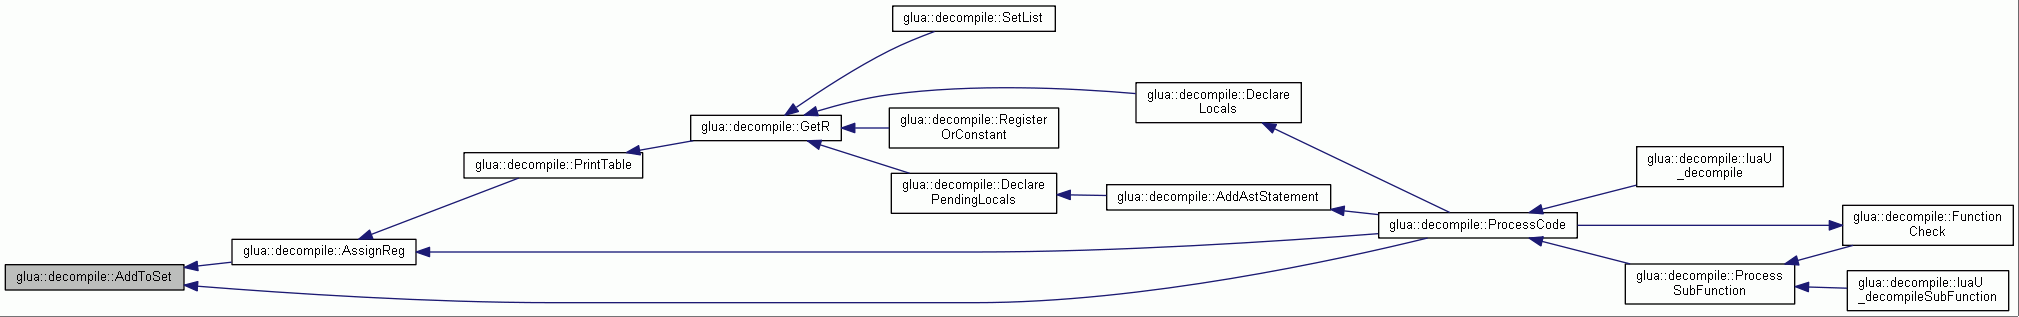 glua::decompile::SetList
glua::decompile::Declare
Locals
glua::decompile::Register
OrConstant
glua::decompile::GetR
glua::decompile::PrintTable
glua::decompile::Declare
PendingLocals
glua::decompile::AddAstStatement
glua::decompile::luaU
_decompile
glua::decompile::ProcessCode
glua::decompile::Function
Check
glua::decompile::AssignReg
glua::decompile::AddToSet
glua::decompile::Process
SubFunction
glua::decompile::luaU
_decompileSubFunction